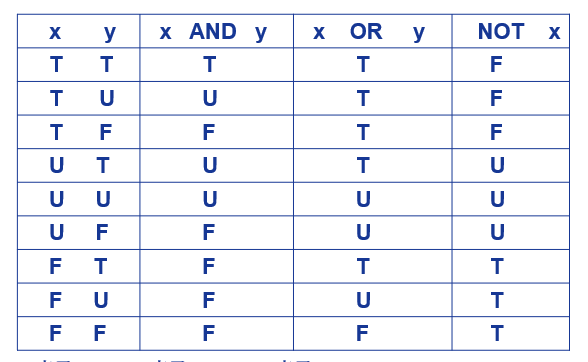 x y x AND y x OR y NOT x
T T T T F
T U U T F
T F F T F
U T U T U
U U U U U
U F F U U
F T F T T
F U F U T
F F F F T